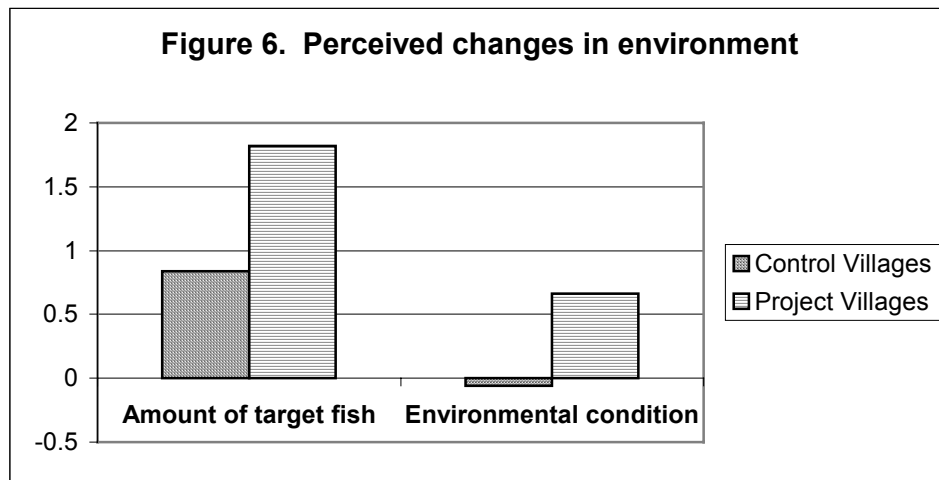 Figure 6.  Perceived changes in environment
2
1.5
1
0.5
0
-0.5
Amount of target fish
Environmental condition
Control Villages
Project Villages